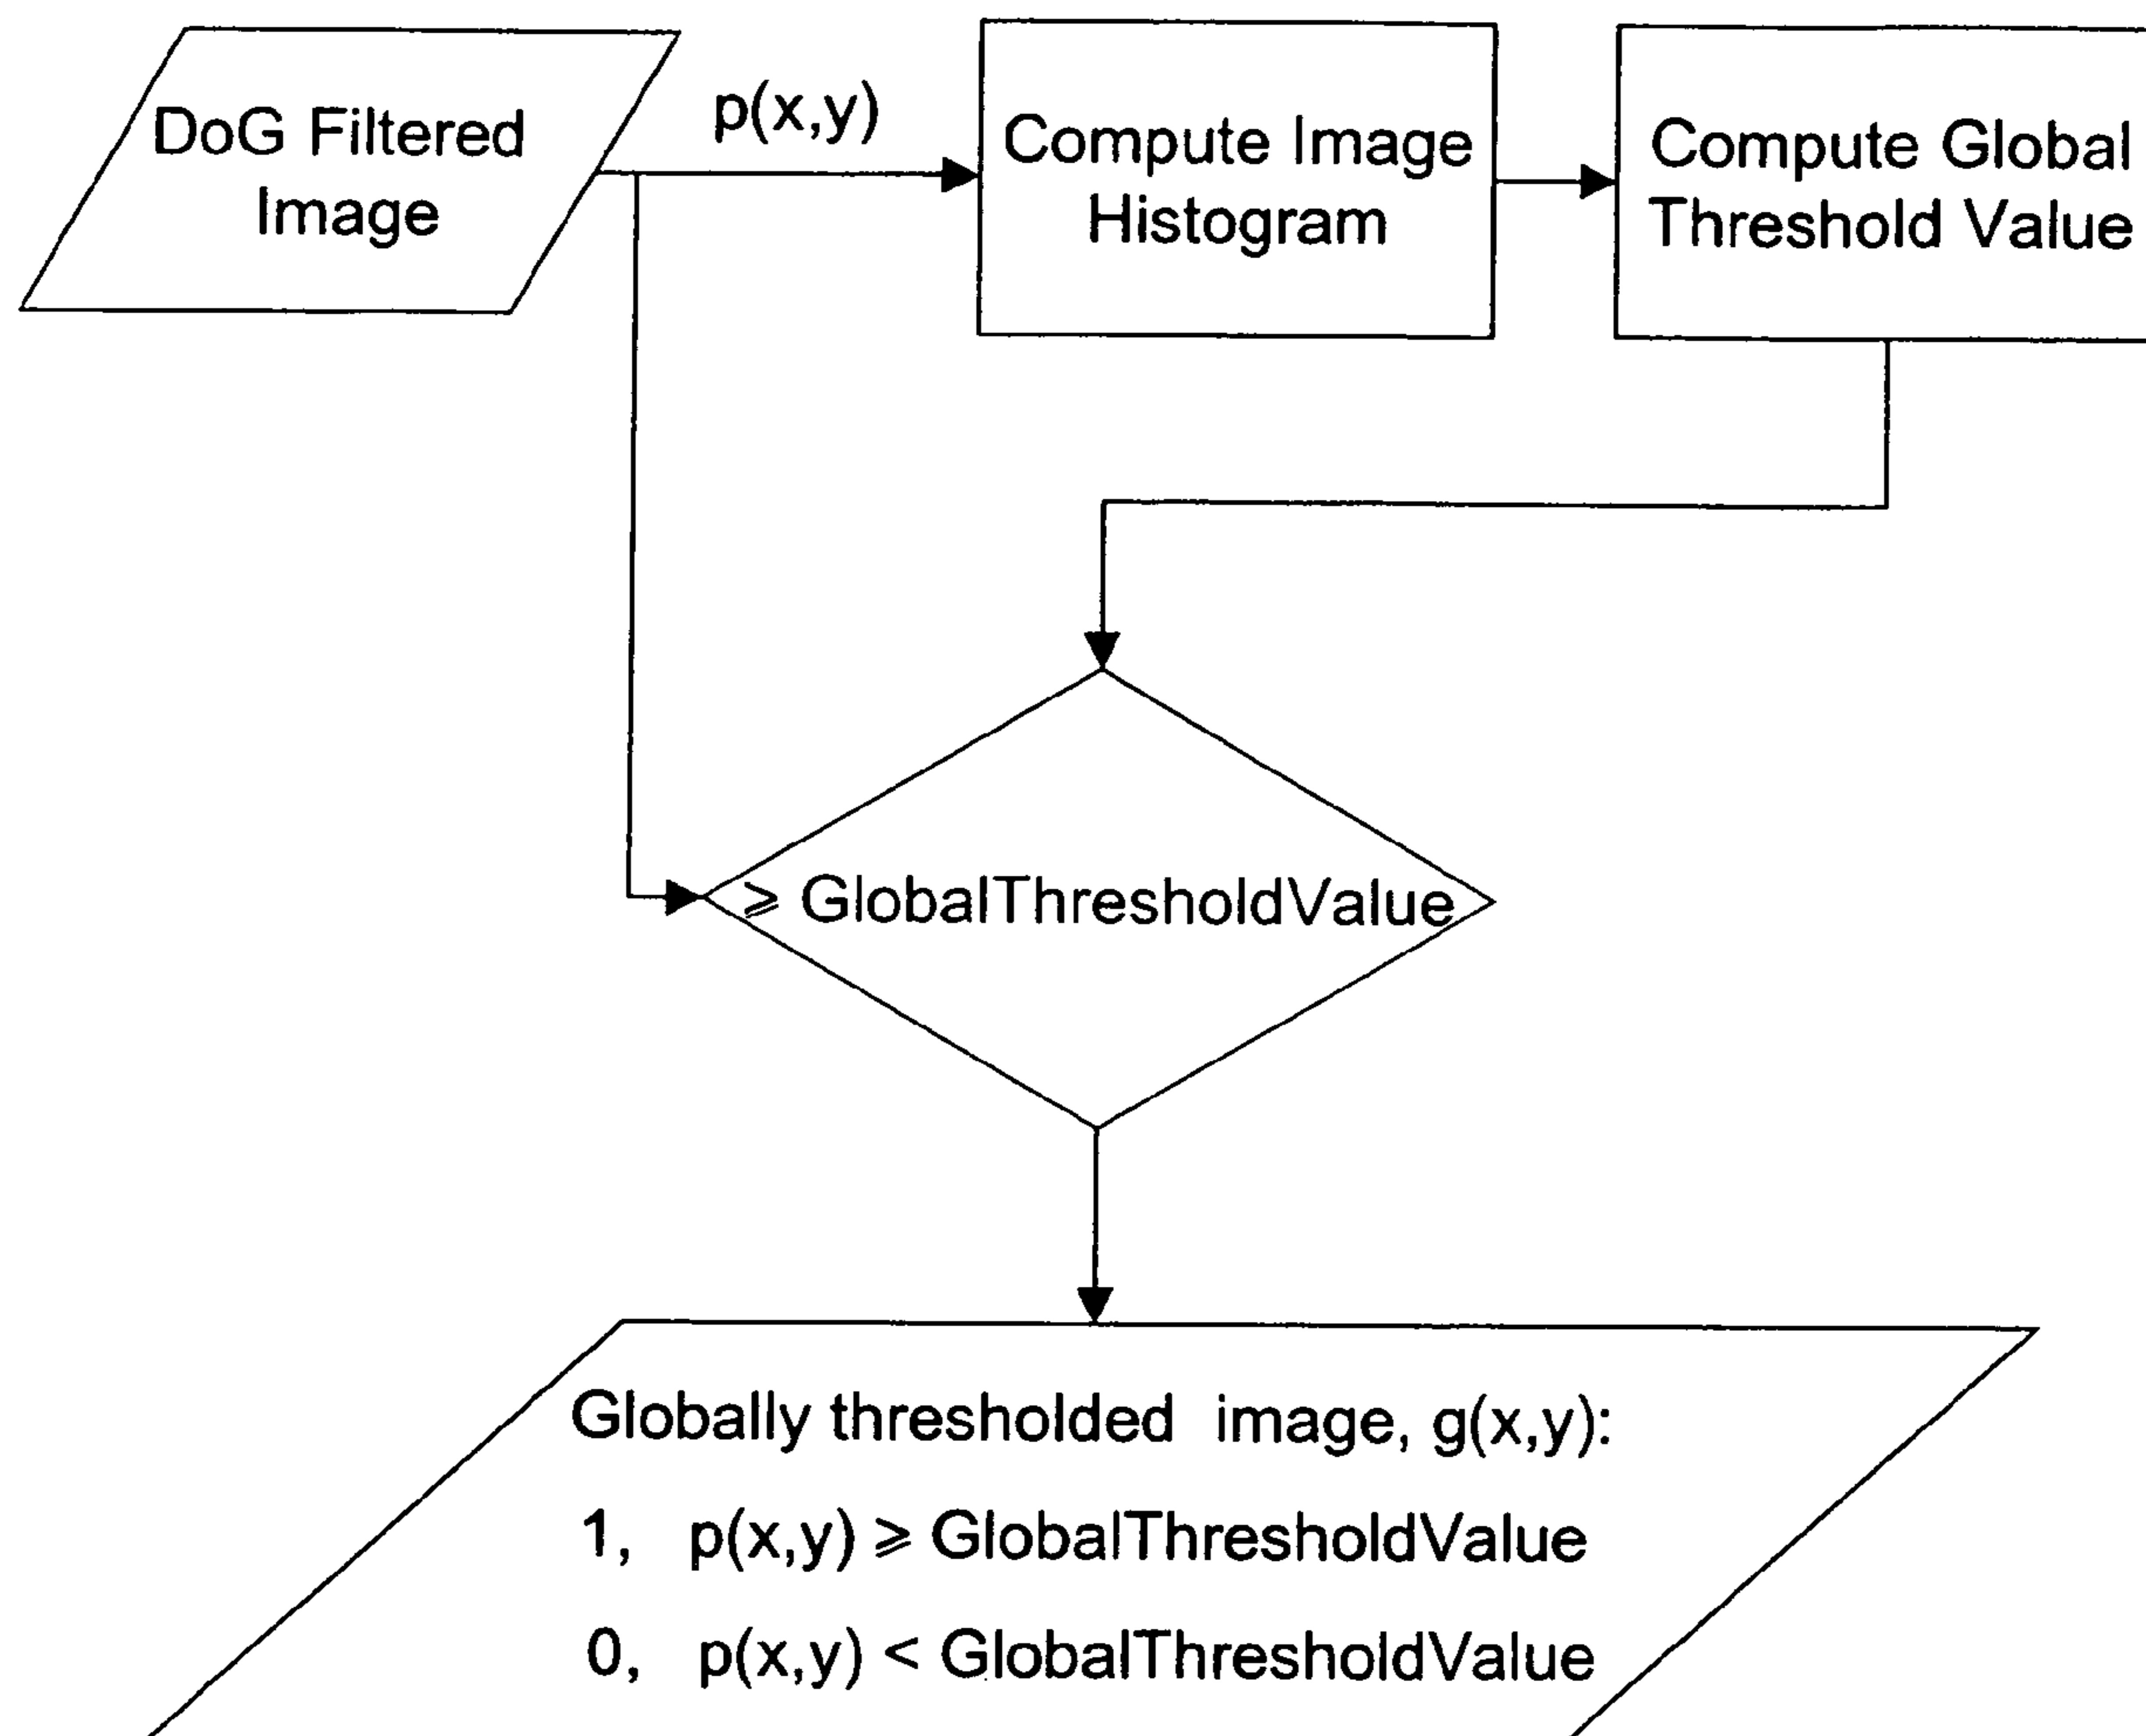 DoG Filtered
Image
p(x,y)
Compute Image
Histogram
Compute Global
Threshold Value
⩾ GlobalThresholdValue
Globally thresholded image, g(x,y):
1, p(x,y) ⩾ GlobalThresholdValue
0, p(x,y) < GlobalThresholdValue